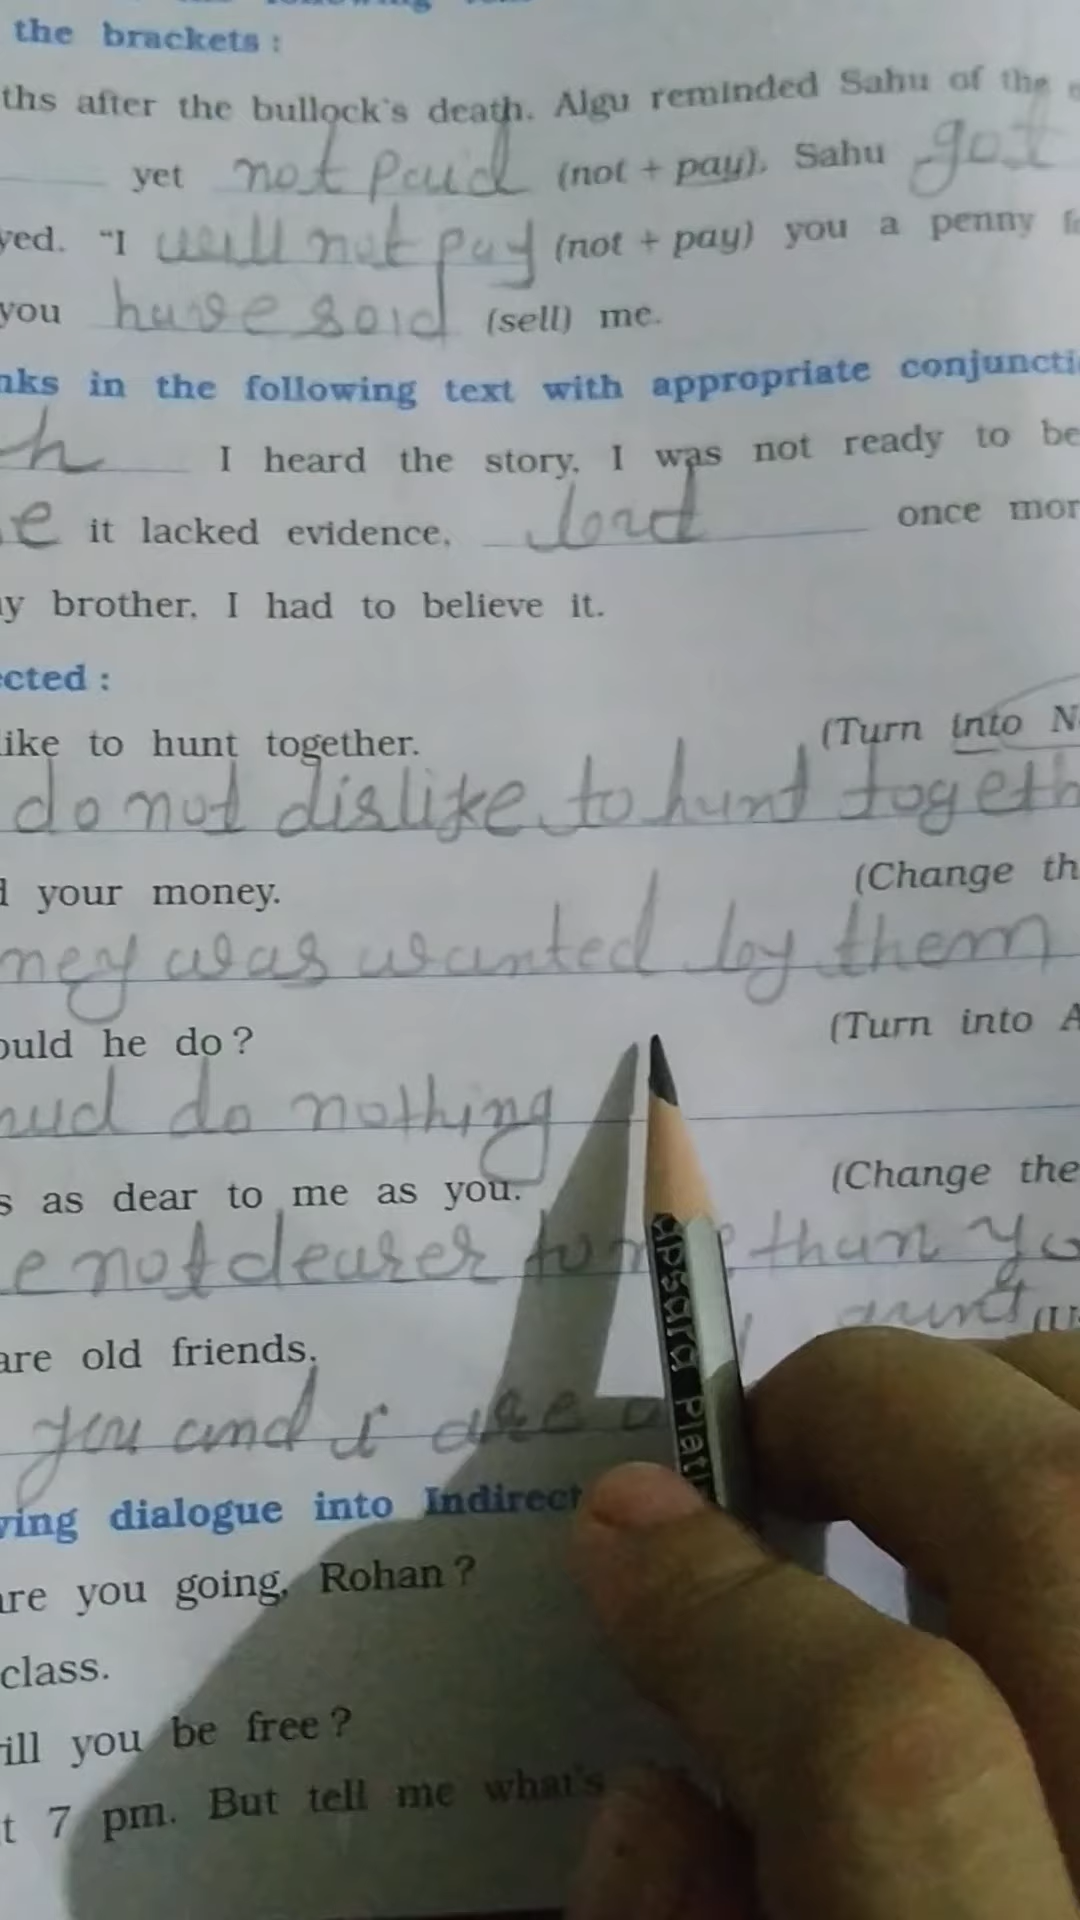 the brackets :
ths after the bullock's death. Algu reminded Sahu of the
yet not paid (not + pay). Sahu got
yed. "I will not pay (not + pay) you a penny
you have sold (sell) me.
nks in the following text with appropriate conjuncti
h I heard the story, I was not ready to be
e it lacked evidence, once mor
y brother, I had to believe it.
cted :
ike to hunt together. (Turn into N
do not dislike to hunt togeth
d your money. (Change th
ney was wanted by them
ould he do ? (Turn into A
do nothing
s as dear to me as you. (Change the
e not dearer to me than yo
aunt
are old friends.
you and I are
ving dialogue into Indirect
are you going, Rohan ?
class.
ill you be free ?
t 7 pm. But tell me what's
apsara Plati